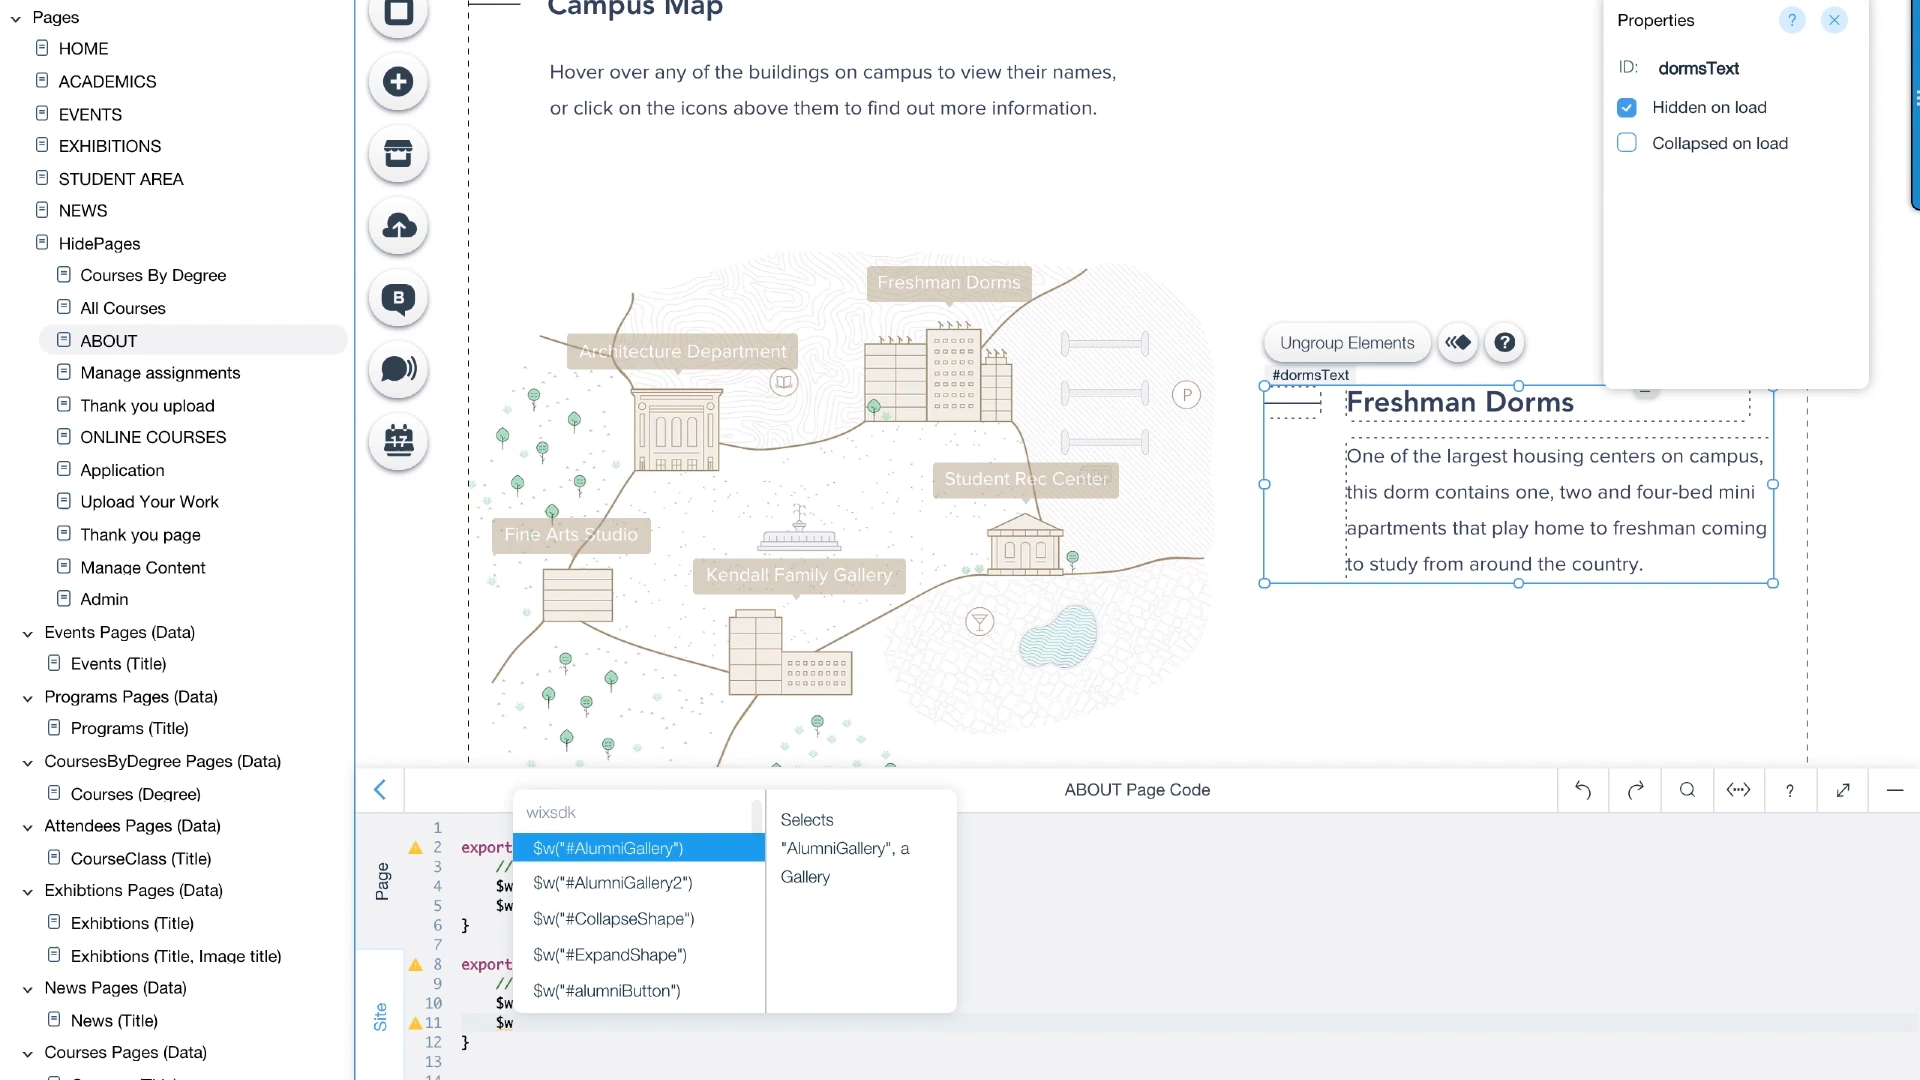 Pages
HOME
ACADEMICS
EVENTS
EXHIBITIONS
STUDENT AREA
NEWS
HidePages
Courses By Degree
All Courses
ABOUT
Manage assignments
Thank you upload
ONLINE COURSES
Application
Upload Your Work
Thank you page
Manage Content
Admin
Events Pages (Data)
Events (Title)
Programs Pages (Data)
Programs (Title)
CoursesByDegree Pages (Data)
Courses (Degree)
Attendees Pages (Data)
CourseClass (Title)
Exhibtions Pages (Data)
Exhibtions (Title)
Exhibtions (Title, Image title)
News Pages (Data)
News (Title)
Courses Pages (Data)
B
17
Campus Map
Hover over any of the buildings on campus to view their names,
or click on the icons above them to find out more information.
Freshman Dorms
Architecture Department
P
Student Rec Center
Fine Arts Studio
Kendall Family Gallery
Ungroup Elements
?
#dormsText
Freshman Dorms
One of the largest housing centers on campus,
this dorm contains one, two and four-bed mini
apartments that play home to freshman coming
to study from around the country.
Properties
?
ID: dormsText
Hidden on load
Collapsed on load
ABOUT Page Code
?
Page
Site
1
2 export
3 //
4 $w
5 $w
6 }
7
8 export
9 //
10 $w
11 $w
12 }
13
14
wixsdk
$w("#AlumniGallery")
$w("#AlumniGallery2")
$w("#CollapseShape")
$w("#ExpandShape")
$w("#alumniButton")
Selects
"AlumniGallery", a
Gallery